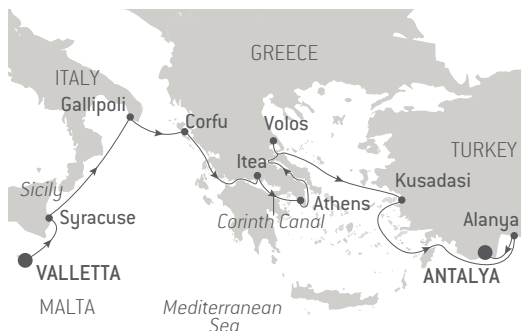 GREECE
ITALY
Gallipoli
Corfu
Volos
TURKEY
Itea
Kusadasi
Sicily
Athens
Syracuse
Corinth Canal
Alanya
VALLETTA
ANTALYA
MALTA
Mediterranean
Sea